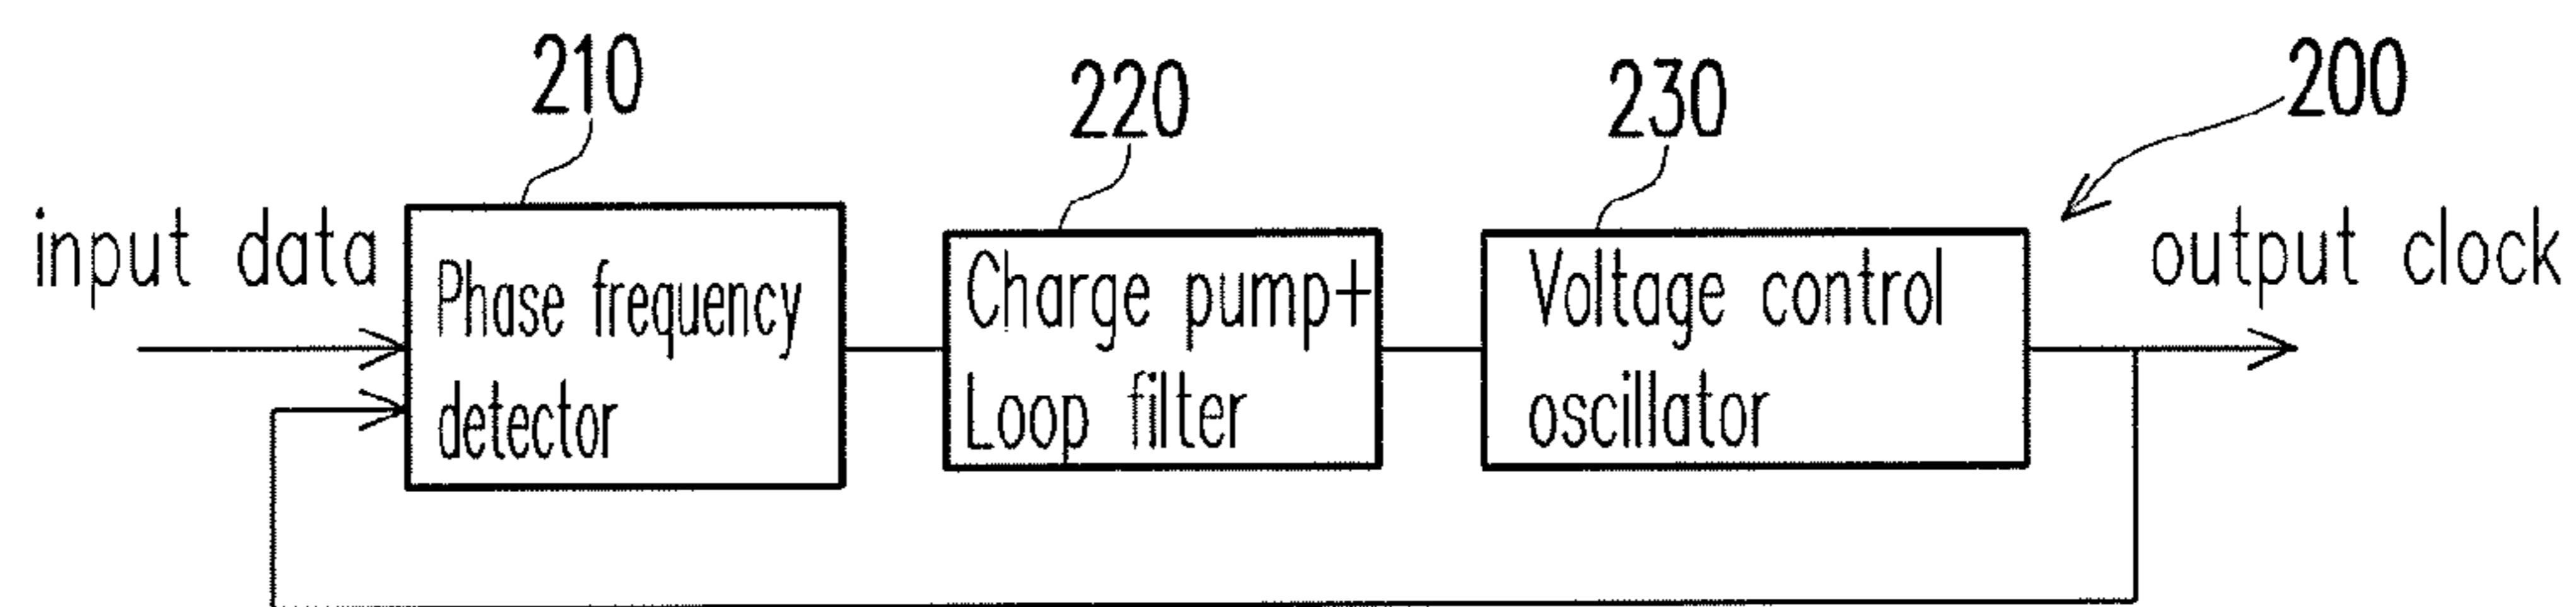 210
220
230
200
input data
output clock
Phase frequency
detector
Charge pump+
Loop filter
Voltage control
oscillator